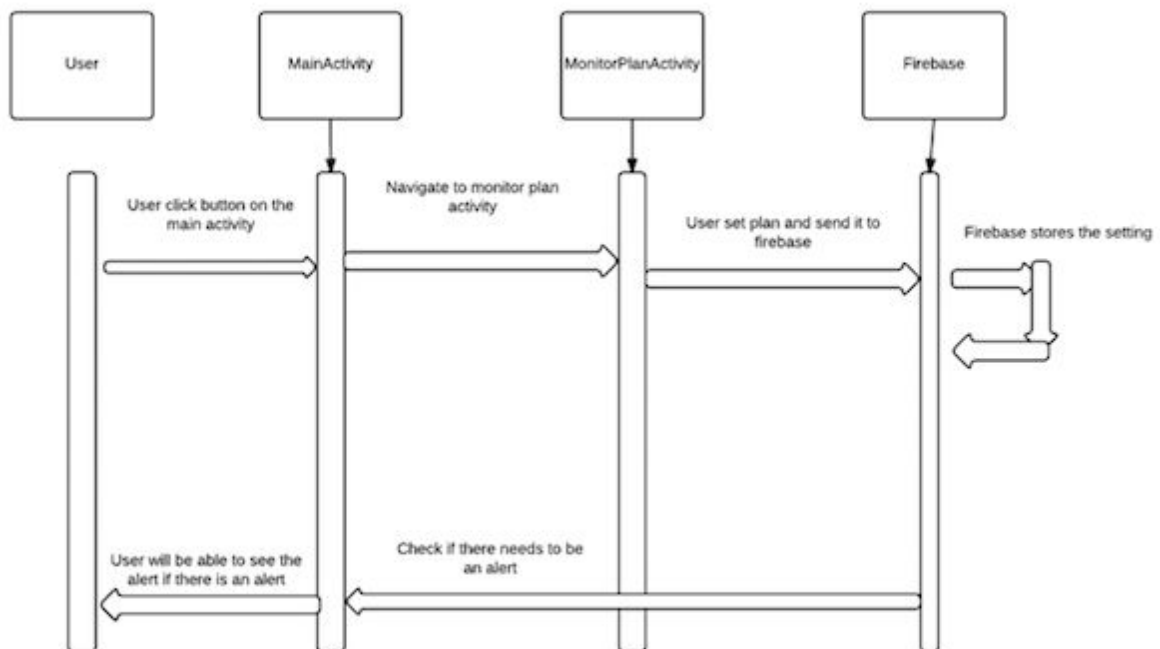 User
MainActivity
MonitorPlanActivity
Firebase
User click button on the
main activity
Navigate to monitor plan
activity
User set plan and send it to
firebase
Firebase stores the setting
User will be able to see the
alert if there is an alert
Check if there needs to be
an alert